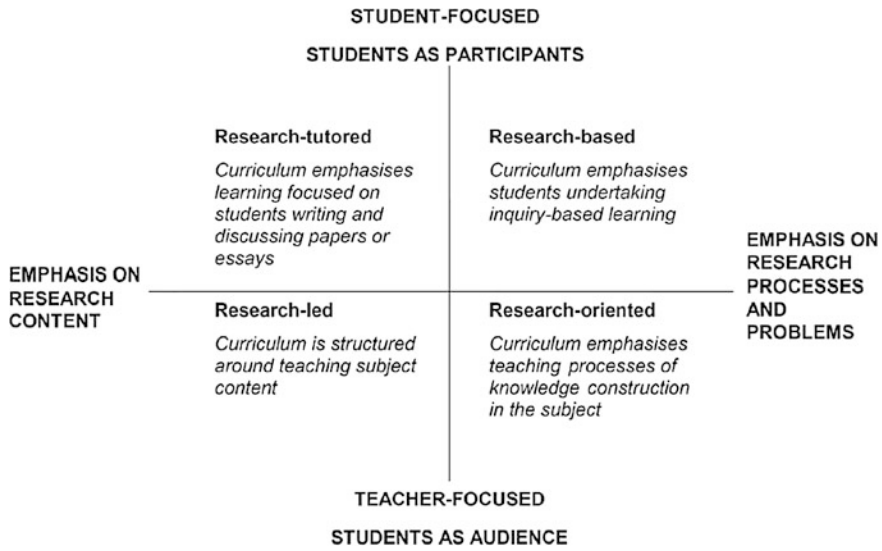 STUDENT-FOCUSED
STUDENTS AS PARTICIPANTS
Research-tutored
Curriculum emphasises
learning focused on
students writing and
discussing papers or
essays
Research-based
Curriculum emphasises
students undertaking
inquiry-based learning
EMPHASIS ON
RESEARCH
CONTENT
EMPHASIS ON
RESEARCH
PROCESSES
AND
PROBLEMS
Research-led
Curriculum is structured
around teaching subject
content
Research-oriented
Curriculum emphasises
teaching processes of
knowledge construction
in the subject
TEACHER-FOCUSED
STUDENTS AS AUDIENCE